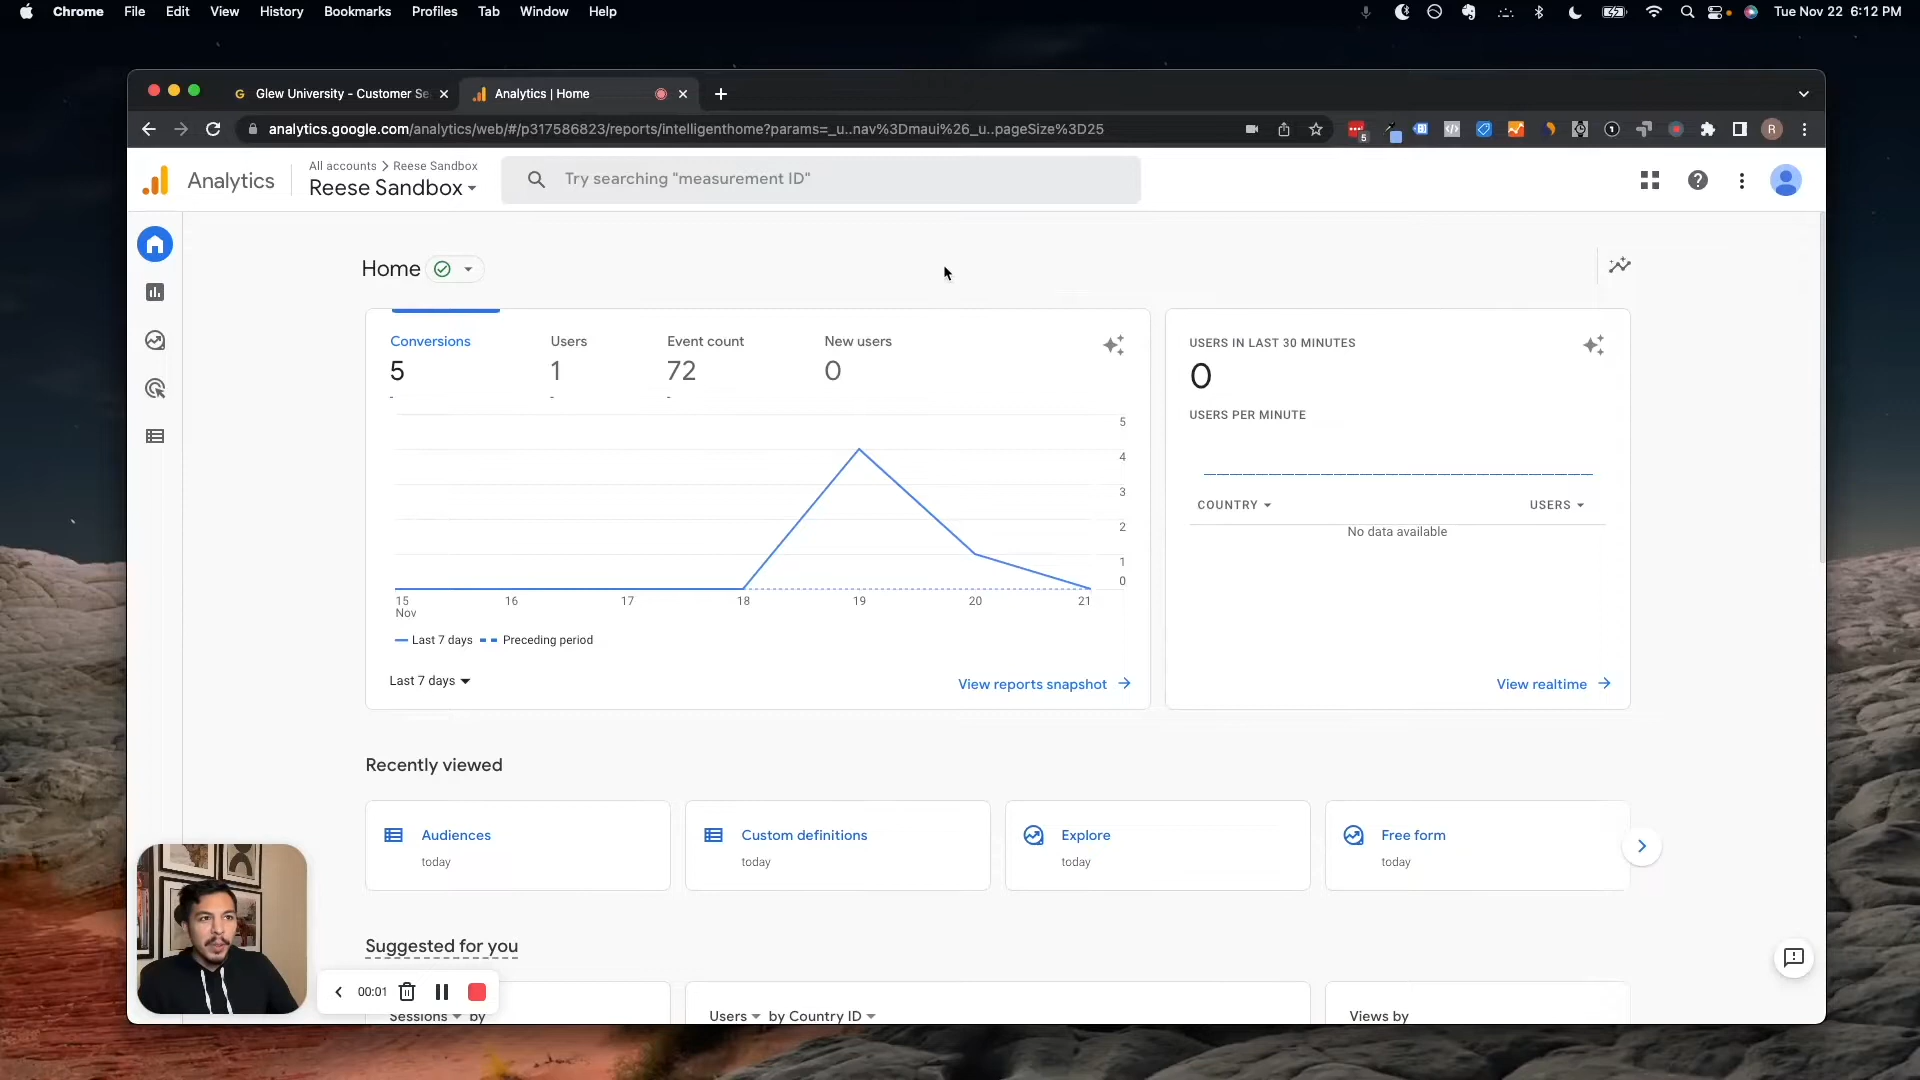 Chrome File Edit View History Bookmarks Profiles Tab Window Help
Tue Nov 22 6:12 PM
Glew University - Customer Se
Analytics | Home
analytics.google.com/analytics/web/#/p317586823/reports/intelligenthome?params=_u..nav%3Dmaui%26_u..pageSize%3D25
5
R
Analytics
All accounts > Reese Sandbox
Reese Sandbox
Try searching "measurement ID"
Home
Conversions
5
-
Users
1
-
Event count
72
-
New users
0
5
4
3
2
1
0
15
Nov
16
17
18
19
20
21
Last 7 days
Preceding period
Last 7 days
View reports snapshot
USERS IN LAST 30 MINUTES
0
USERS PER MINUTE
COUNTRY
USERS
No data available
View realtime
Recently viewed
Audiences
today
Custom definitions
today
Explore
today
Free form
today
Suggested for you
00:01
Sessions by
Users by Country ID
Views by